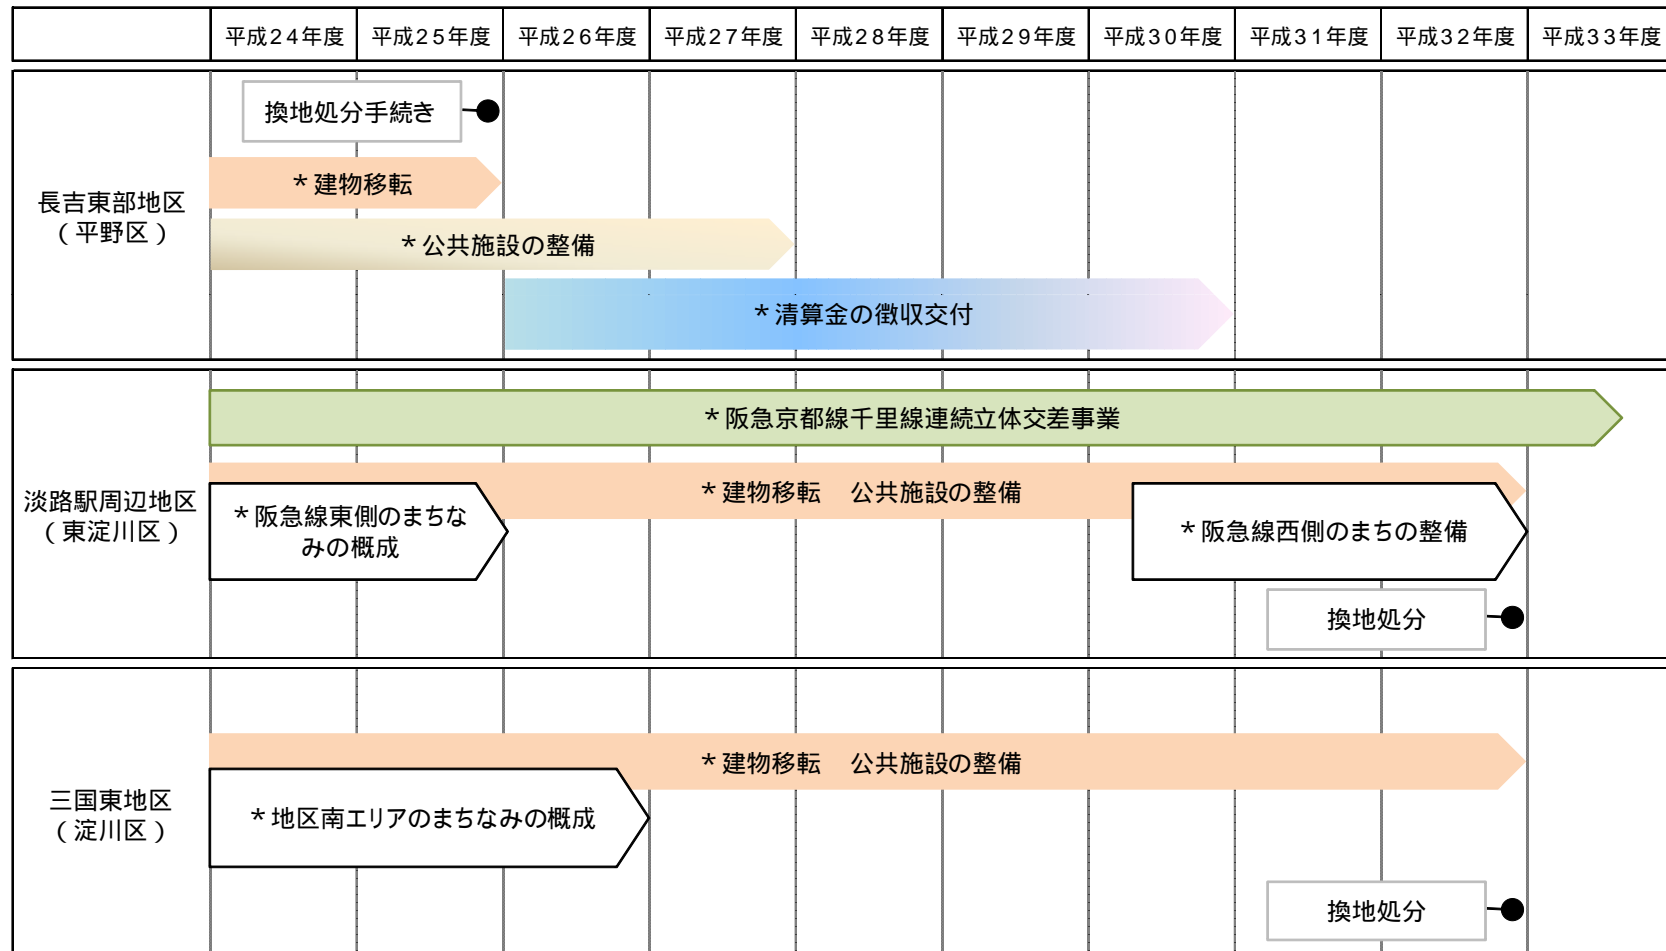 平成24年度 平成25年度 平成26年度 平成27年度 平成28年度 平成29年度 平成30年度 平成31年度 平成32年度 平成33年度
長吉東部地区
（平野区）
換地処分手続き
＊建物移転
＊公共施設の整備
＊清算金の徴収交付
淡路駅周辺地区
（東淀川区）
＊阪急京都線千里線連続立体交差事業
＊建物移転　公共施設の整備
＊阪急線東側のまちな
みの概成
＊阪急線西側のまちの整備
換地処分
三国東地区
（淀川区）
＊建物移転　公共施設の整備
＊地区南エリアのまちなみの概成
換地処分